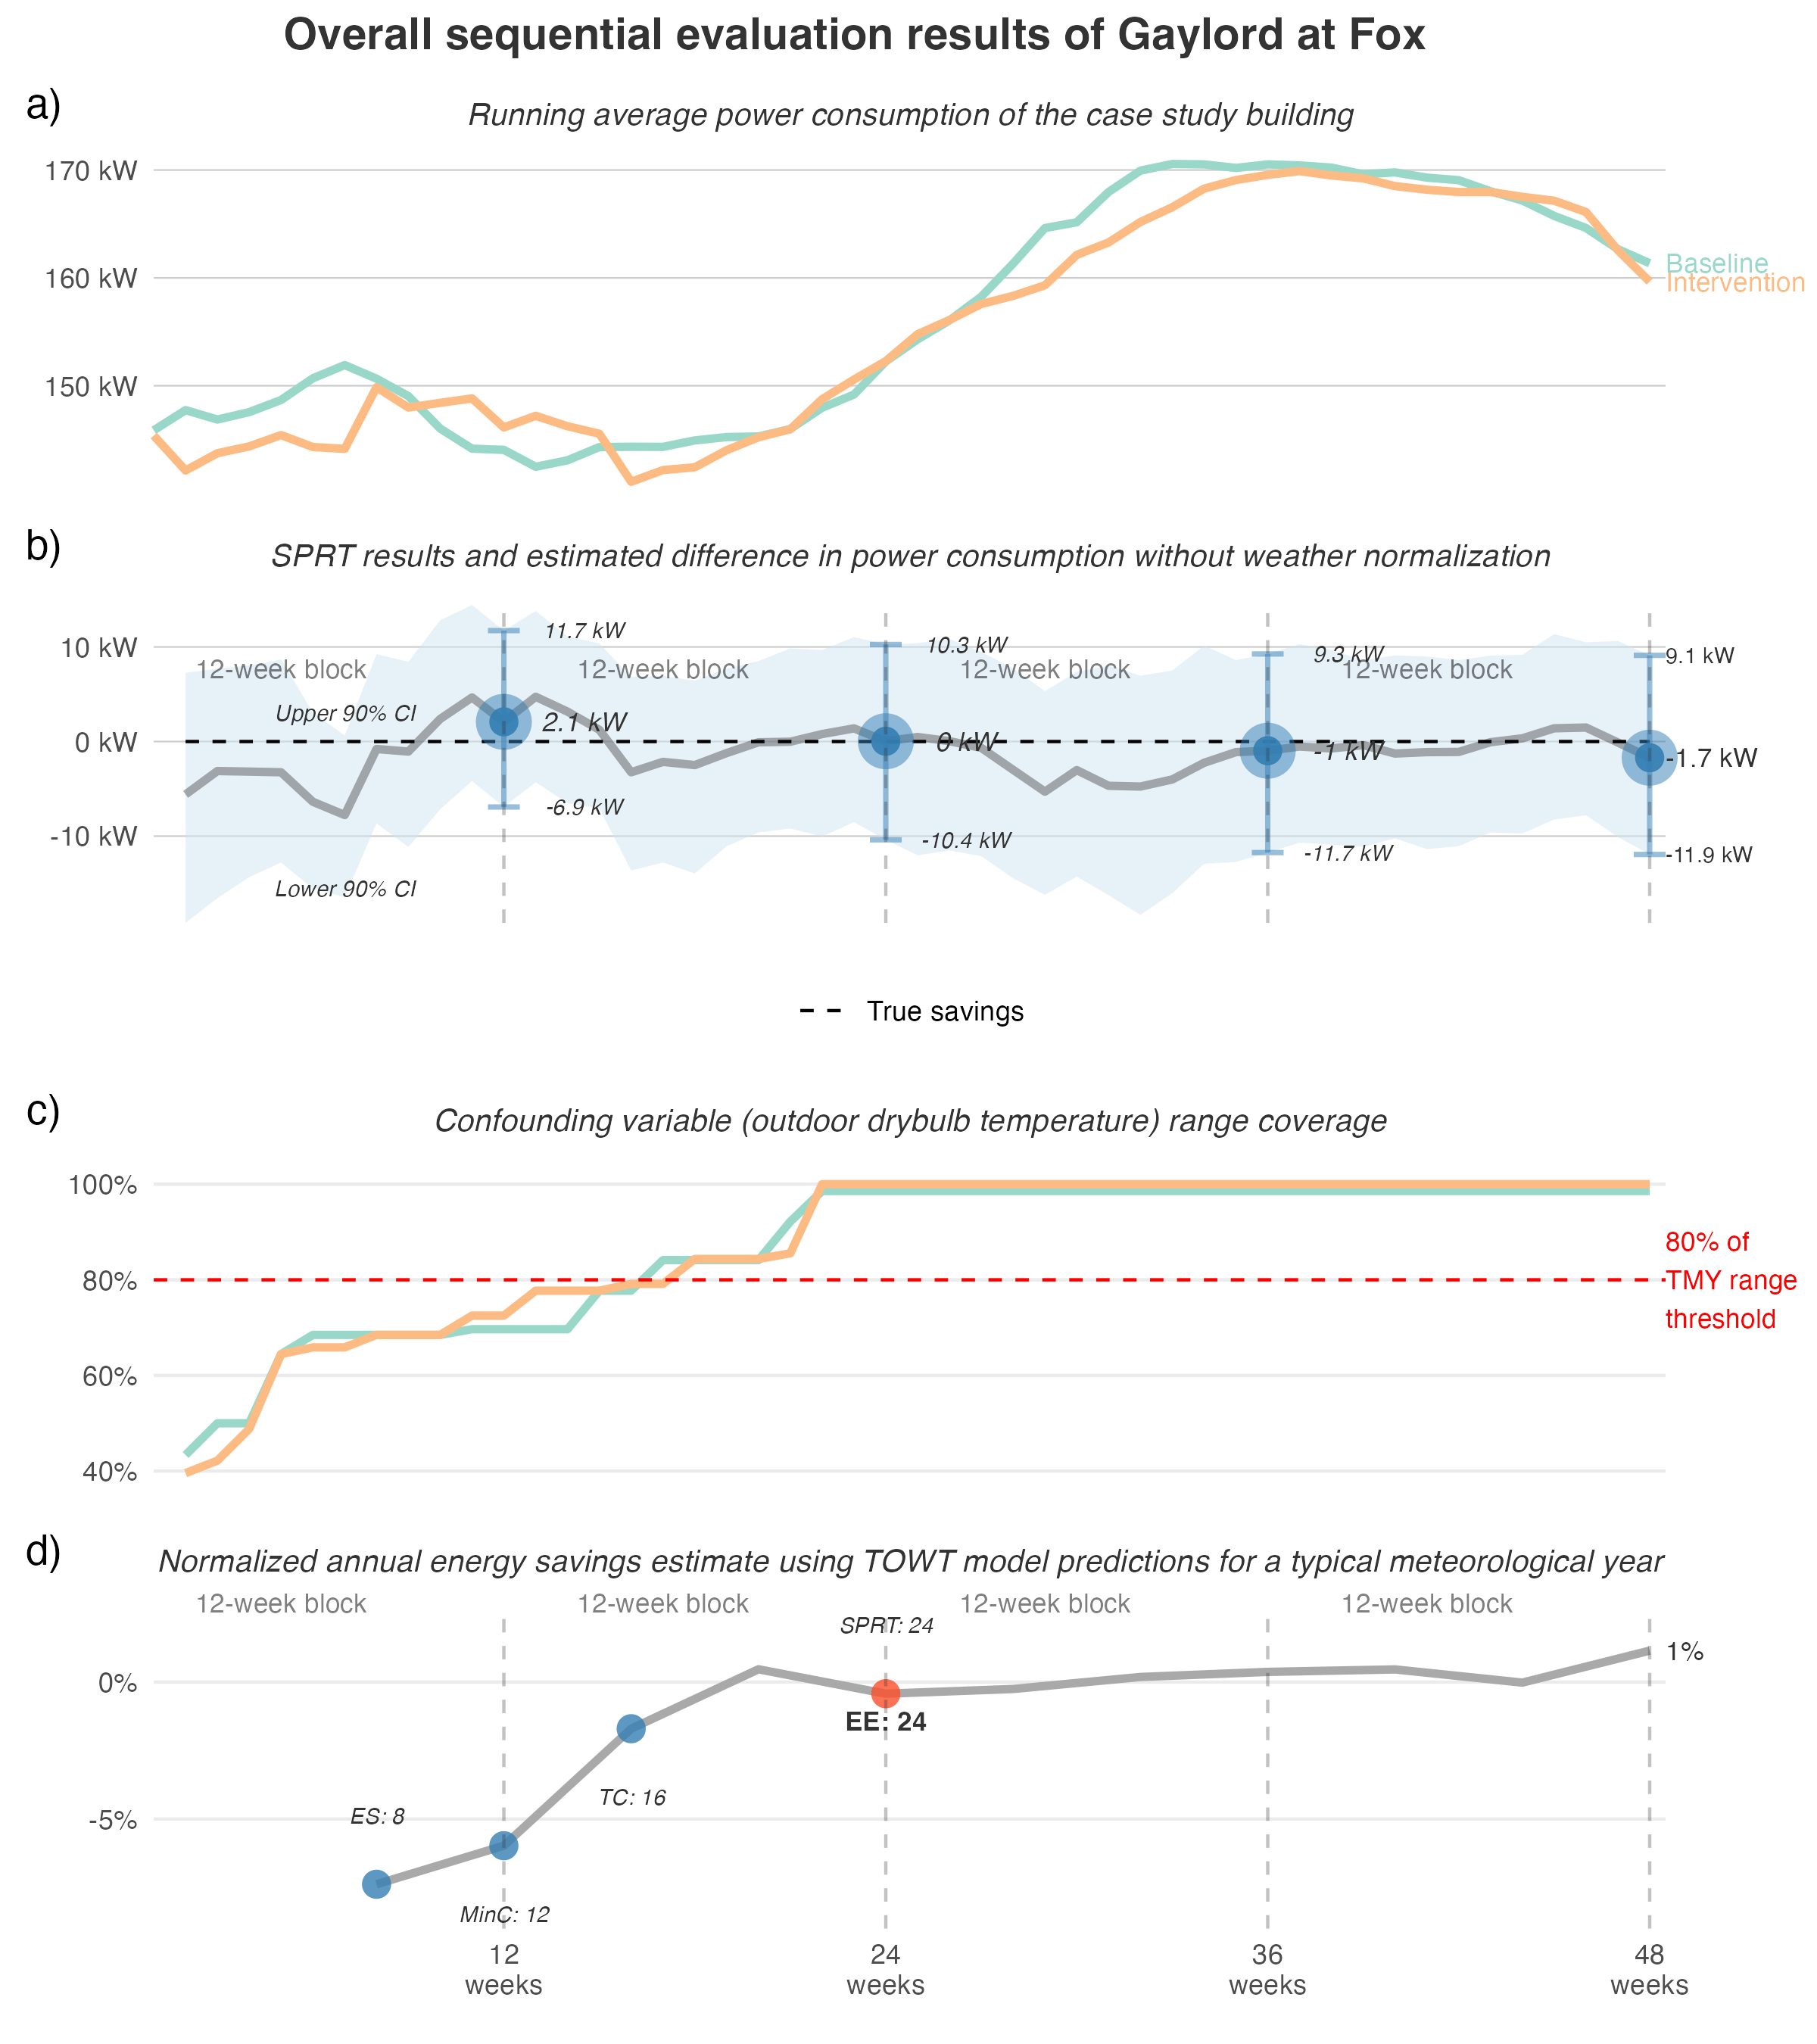 Overall sequential evaluation results of Gaylord at Fox
a)
Running average power consumption of the case study building
170 kW
160 kW
150 kW
Baseline
Intervention
b)
SPRT results and estimated difference in power consumption without weather normalization
10 kW
0 kW
-10 kW
12-week block
12-week block
12-week block
12-week block
Upper 90% CI
Lower 90% CI
11.7 kW
2.1 kW
-6.9 kW
10.3 kW
0 kW
-10.4 kW
9.3 kW
-1 kW
-11.7 kW
9.1 kW
-1.7 kW
-11.9 kW
True savings
c)
Confounding variable (outdoor drybulb temperature) range coverage
100%
80%
60%
40%
80% of
TMY range
threshold
d)
Normalized annual energy savings estimate using TOWT model predictions for a typical meteorological year
12-week block
12-week block
12-week block
12-week block
SPRT: 24
0%
1%
EE: 24
TC: 16
-5%
ES: 8
MinC: 12
12
weeks
24
weeks
36
weeks
48
weeks